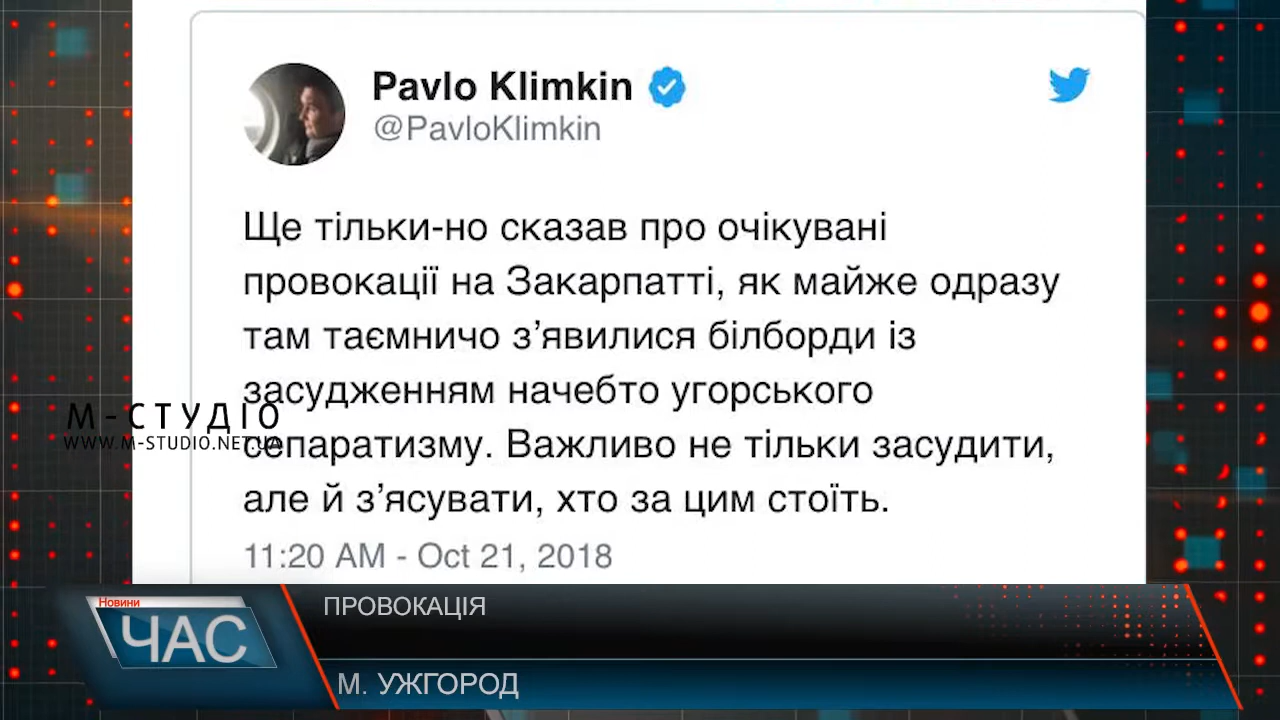 Pavlo Klimkin
@PavloKlimkin
Ще тільки-но сказав про очікувані
провокації на Закарпатті, як майже одразу
там таємничо з’явилися білборди із
засудженням начебто угорського
сепаратизму. Важливо не тільки засудити,
але й з’ясувати, хто за цим стоїть.
11:20 AM - Oct 21, 2018
М-СТУДІО
WWW.M-STUDIO.NET.UA
Новини
ЧАС
ПРОВОКАЦІЯ
М. УЖГОРОД